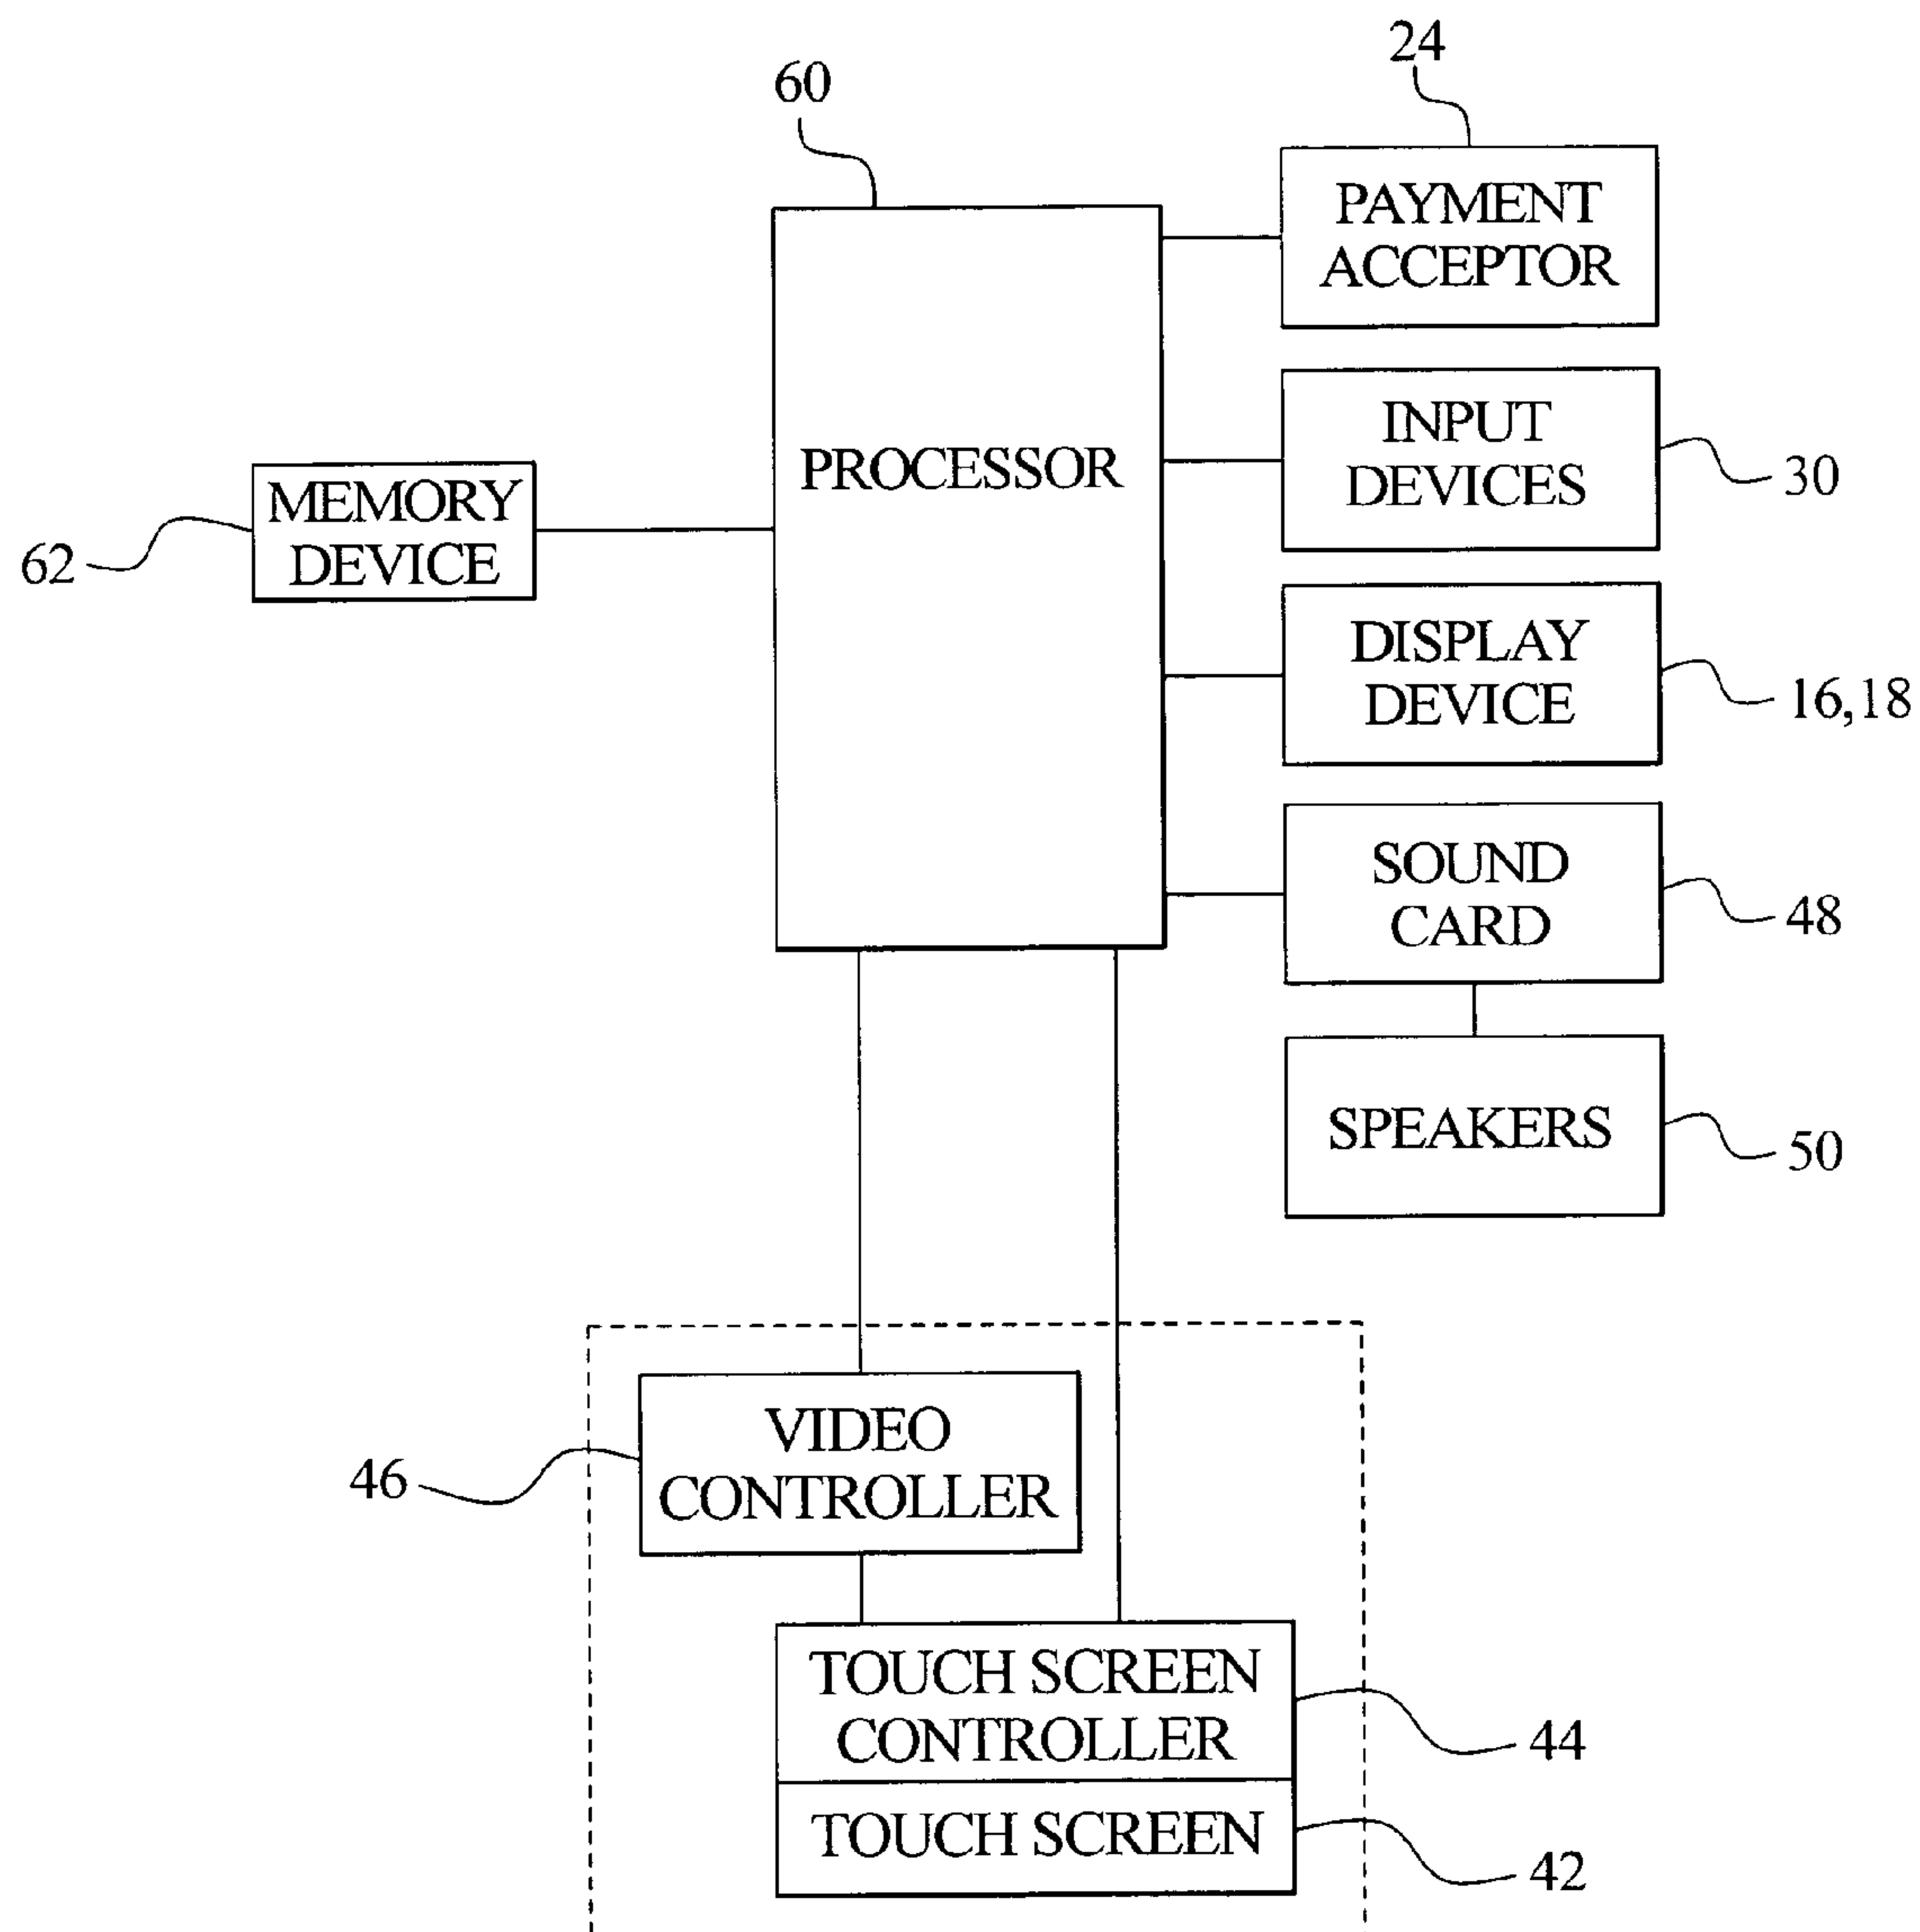 24
60
PAYMENT
ACCEPTOR
INPUT
DEVICES
30
PROCESSOR
MEMORY
DEVICE
62
DISPLAY
DEVICE
16,18
SOUND
CARD
48
SPEAKERS
50
VIDEO
CONTROLLER
46
TOUCH SCREEN
CONTROLLER
44
TOUCH SCREEN
42